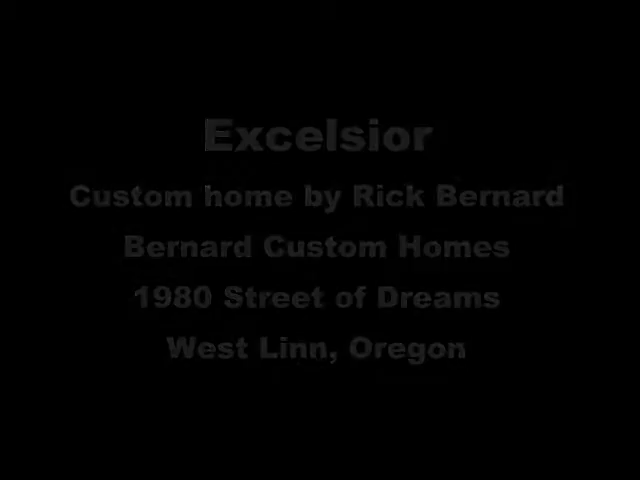 Excelsior
Custom home by Rick Bernard
Bernard Custom Homes
1980 Street of Dreams
West Linn, Oregon